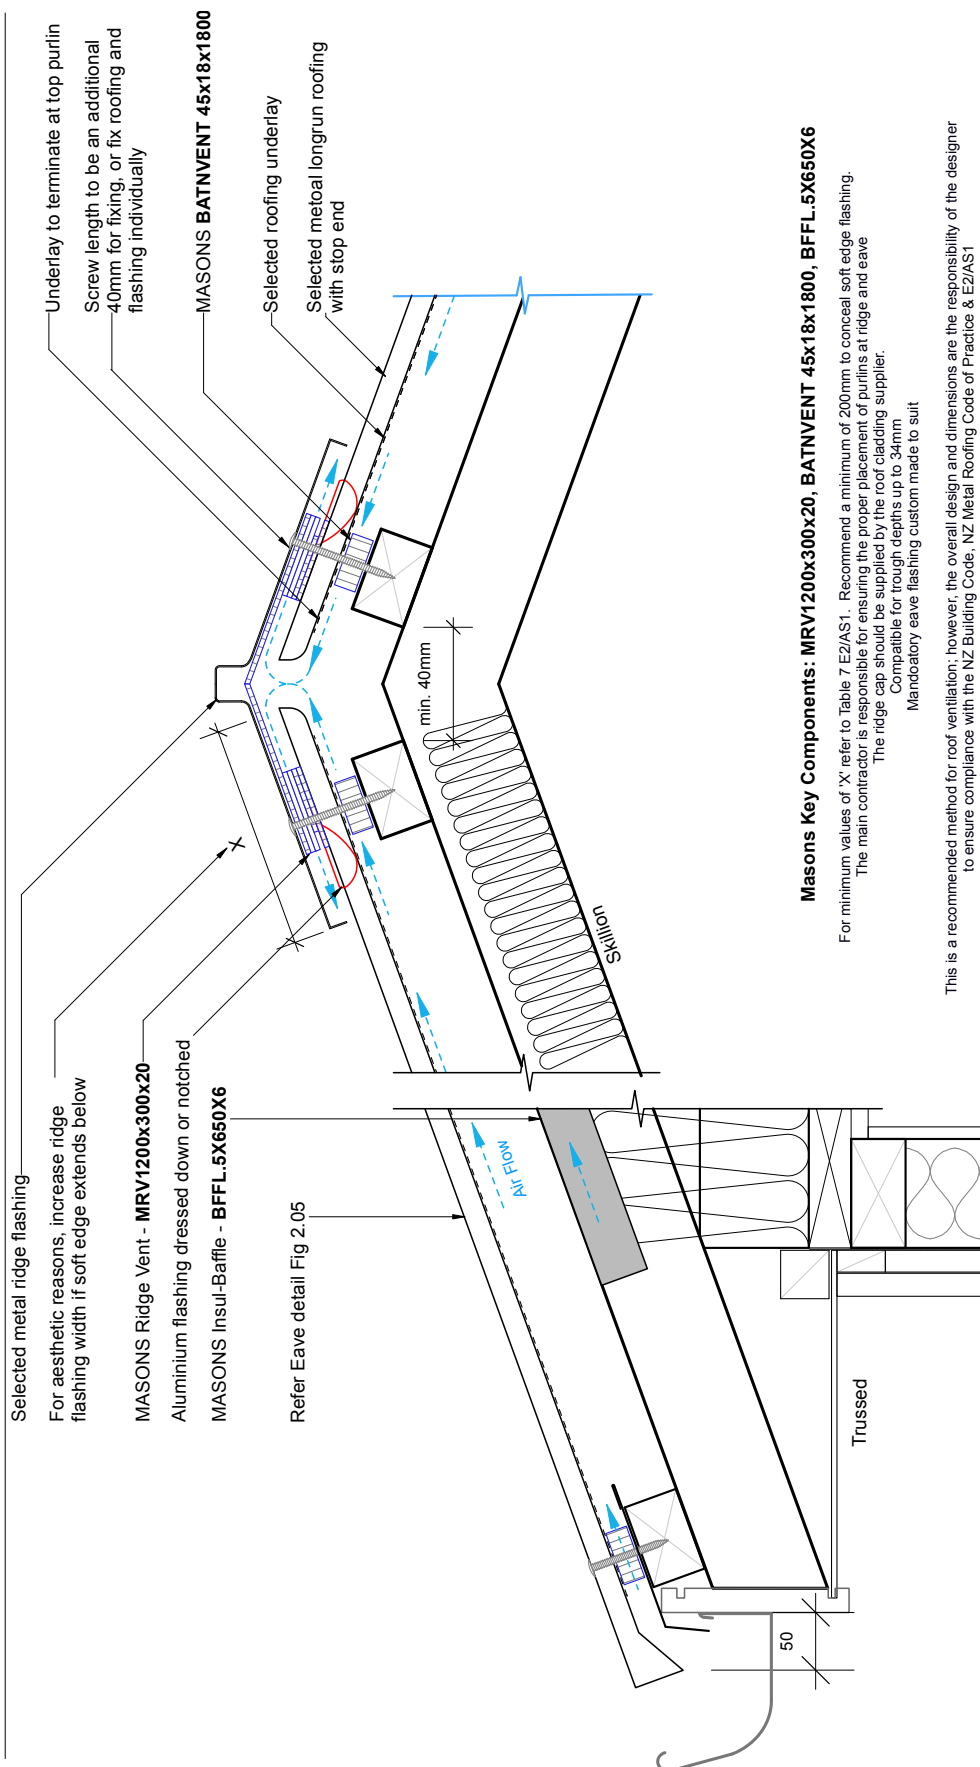 Selected metal ridge flashing
For aesthetic reasons, increase ridge
flashing width if soft edge extends below
MASONS Ridge Vent - MRV1200x300x20
Aluminium flashing dressed down or notched
MASONS Insul-Baffle - BFFL.5X650X6
Refer Eave detail Fig 2.05
Underlay to terminate at top purlin
Screw length to be an additional
40mm for fixing, or fix roofing and
flashing individually
MASONS BATNVENT 45x18x1800
Selected roofing underlay
Selected metoal longrun roofing
with stop end
X
min. 40mm
Air Flow
Skillion
Trussed
50
Masons Key Components: MRV1200x300x20, BATNVENT 45x18x1800, BFFL.5X650X6
For minimum values of 'X' refer to Table 7 E2/AS1. Recommend a minimum of 200mm to conceal soft edge flashing.
The main contractor is responsible for ensuring the proper placement of purlins at ridge and eave
The ridge cap should be supplied by the roof cladding supplier.
Compatible for trough depths up to 34mm
Mandoatory eave flashing custom made to suit
This is a recommended method for roof ventilation; however, the overall design and dimensions are the responsibility of the designer
to ensure compliance with the NZ Building Code, NZ Metal Roofing Code of Practice & E2/AS1